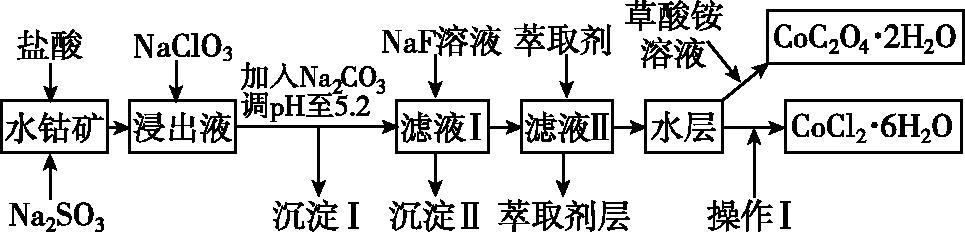 盐酸
NaClO₃
加入Na₂CO₃
调pH至5.2
NaF溶液
萃取剂
草酸铵
溶液
CoC₂O₄·2H₂O
水钴矿
浸出液
滤液Ⅰ
滤液Ⅱ
水层
CoCl₂·6H₂O
Na₂SO₃
沉淀Ⅰ
沉淀Ⅱ
萃取剂层
操作Ⅰ